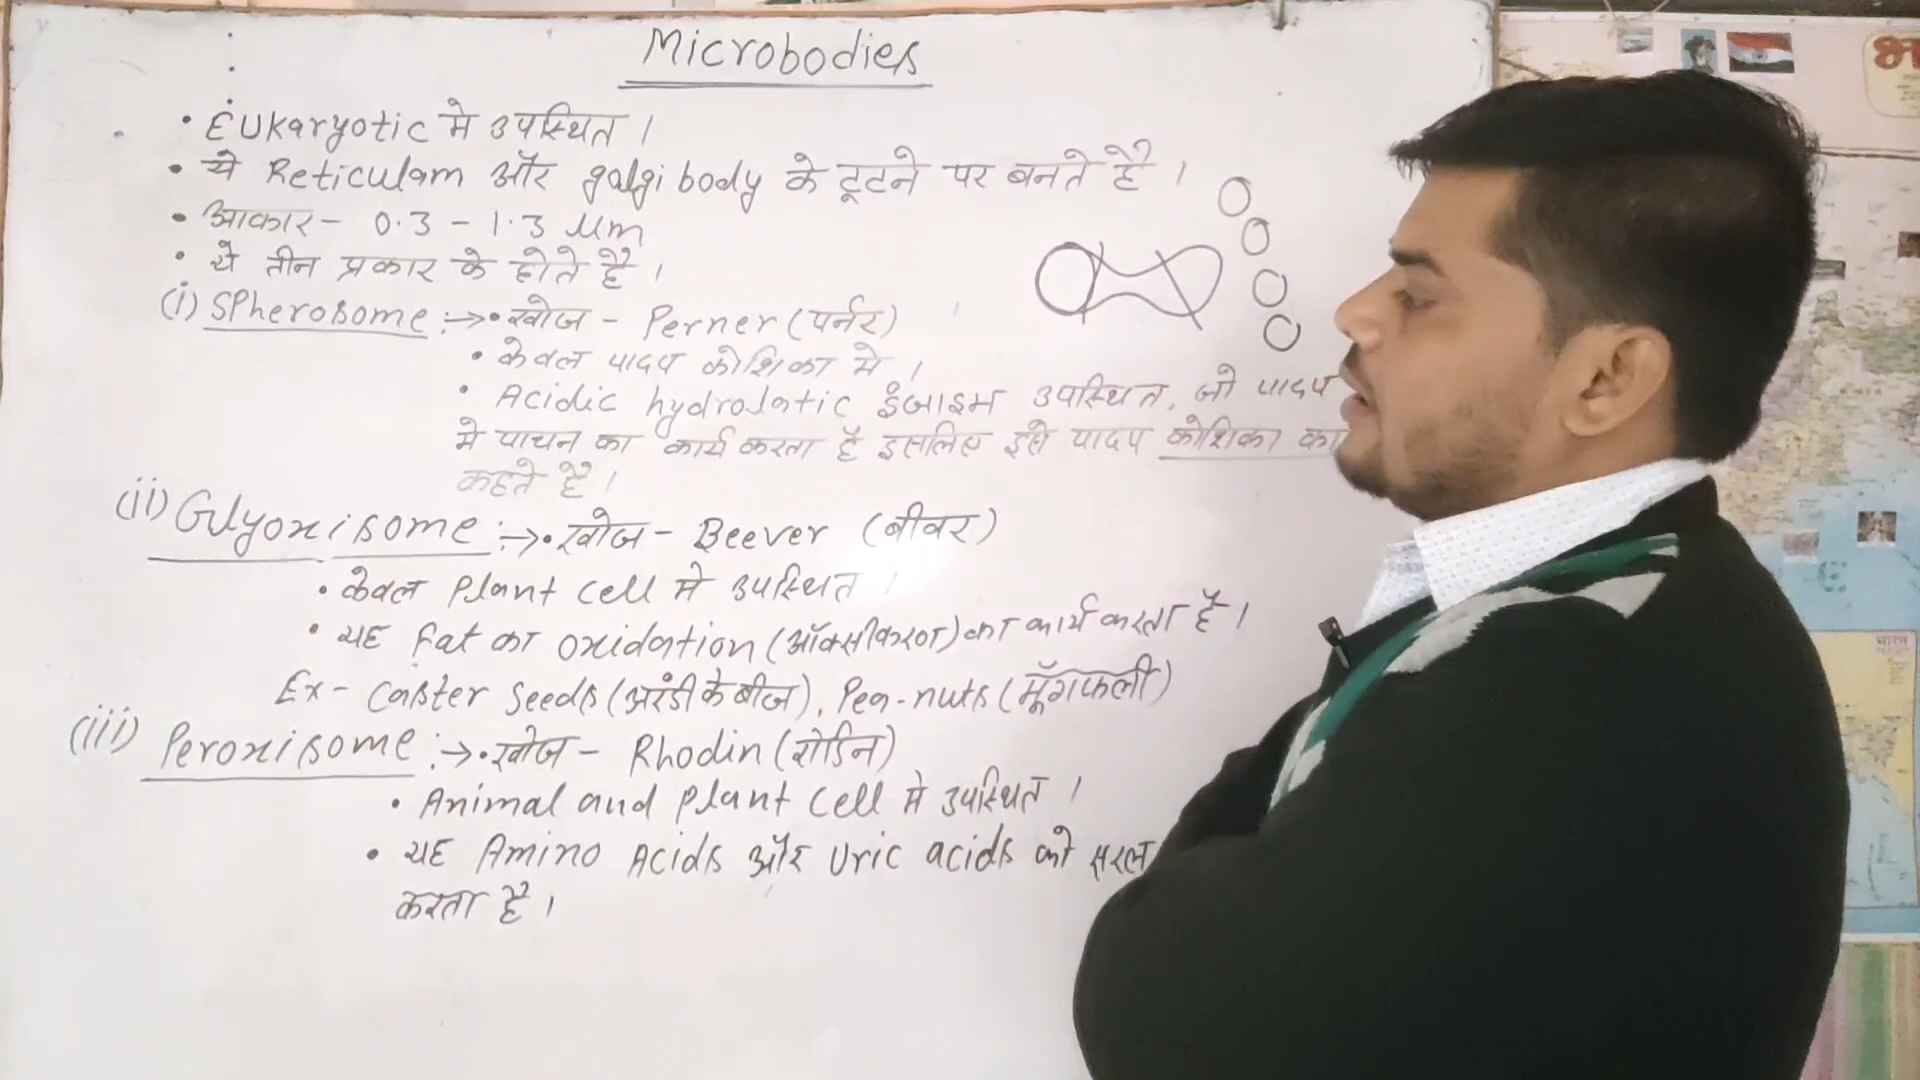 Microbodies
• Eukaryotic मे उपस्थित ।
• ये Reticulam और galgi body के टूटने पर बनते है ।
• आकार - 0.3 - 1.3 μm
• ये तीन प्रकार के होते है ।
(i) Spherosome :→ • खोज - Perner (पर्नर)
• केवल पादप कोशिका मे ।
• Acidic hydrolatic इंजाइम उपस्थित, जो पादप
मे पाचन का कार्य करता है इसलिए इसे पादप कोशिका का
कहते है ।
(ii) Glyoxisome :→ • खोज - Beever (बीवर)
• केवल Plant cell मे उपस्थित ।
• यह Fat का oxidation (ऑक्सीकरण) का कार्य करता है ।
Ex - Caster Seeds (अरंडी के बीज), Pea-nuts (मूँगफली)
(iii) Peroxisome :→ • खोज - Rhodin (रोडिन)
• Animal and plant cell मे उपस्थित ।
• यह Amino Acids और Uric acids को सरल
करता है ।
भारत